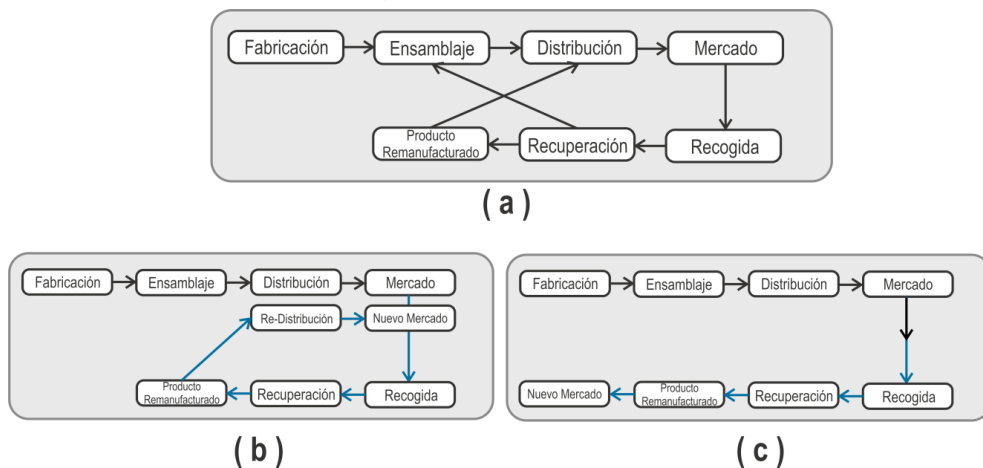 Fabricación
Ensamblaje
Distribución
Mercado
Producto
Remanufacturado
Recuperación
Recogida
( a )
Fabricación
Ensamblaje
Distribución
Mercado
Re-Distribución
Nuevo Mercado
Producto
Remanufacturado
Recuperación
Recogida
( b )
Fabricación
Ensamblaje
Distribución
Mercado
Nuevo Mercado
Producto
Remanufacturado
Recuperación
Recogida
( c )